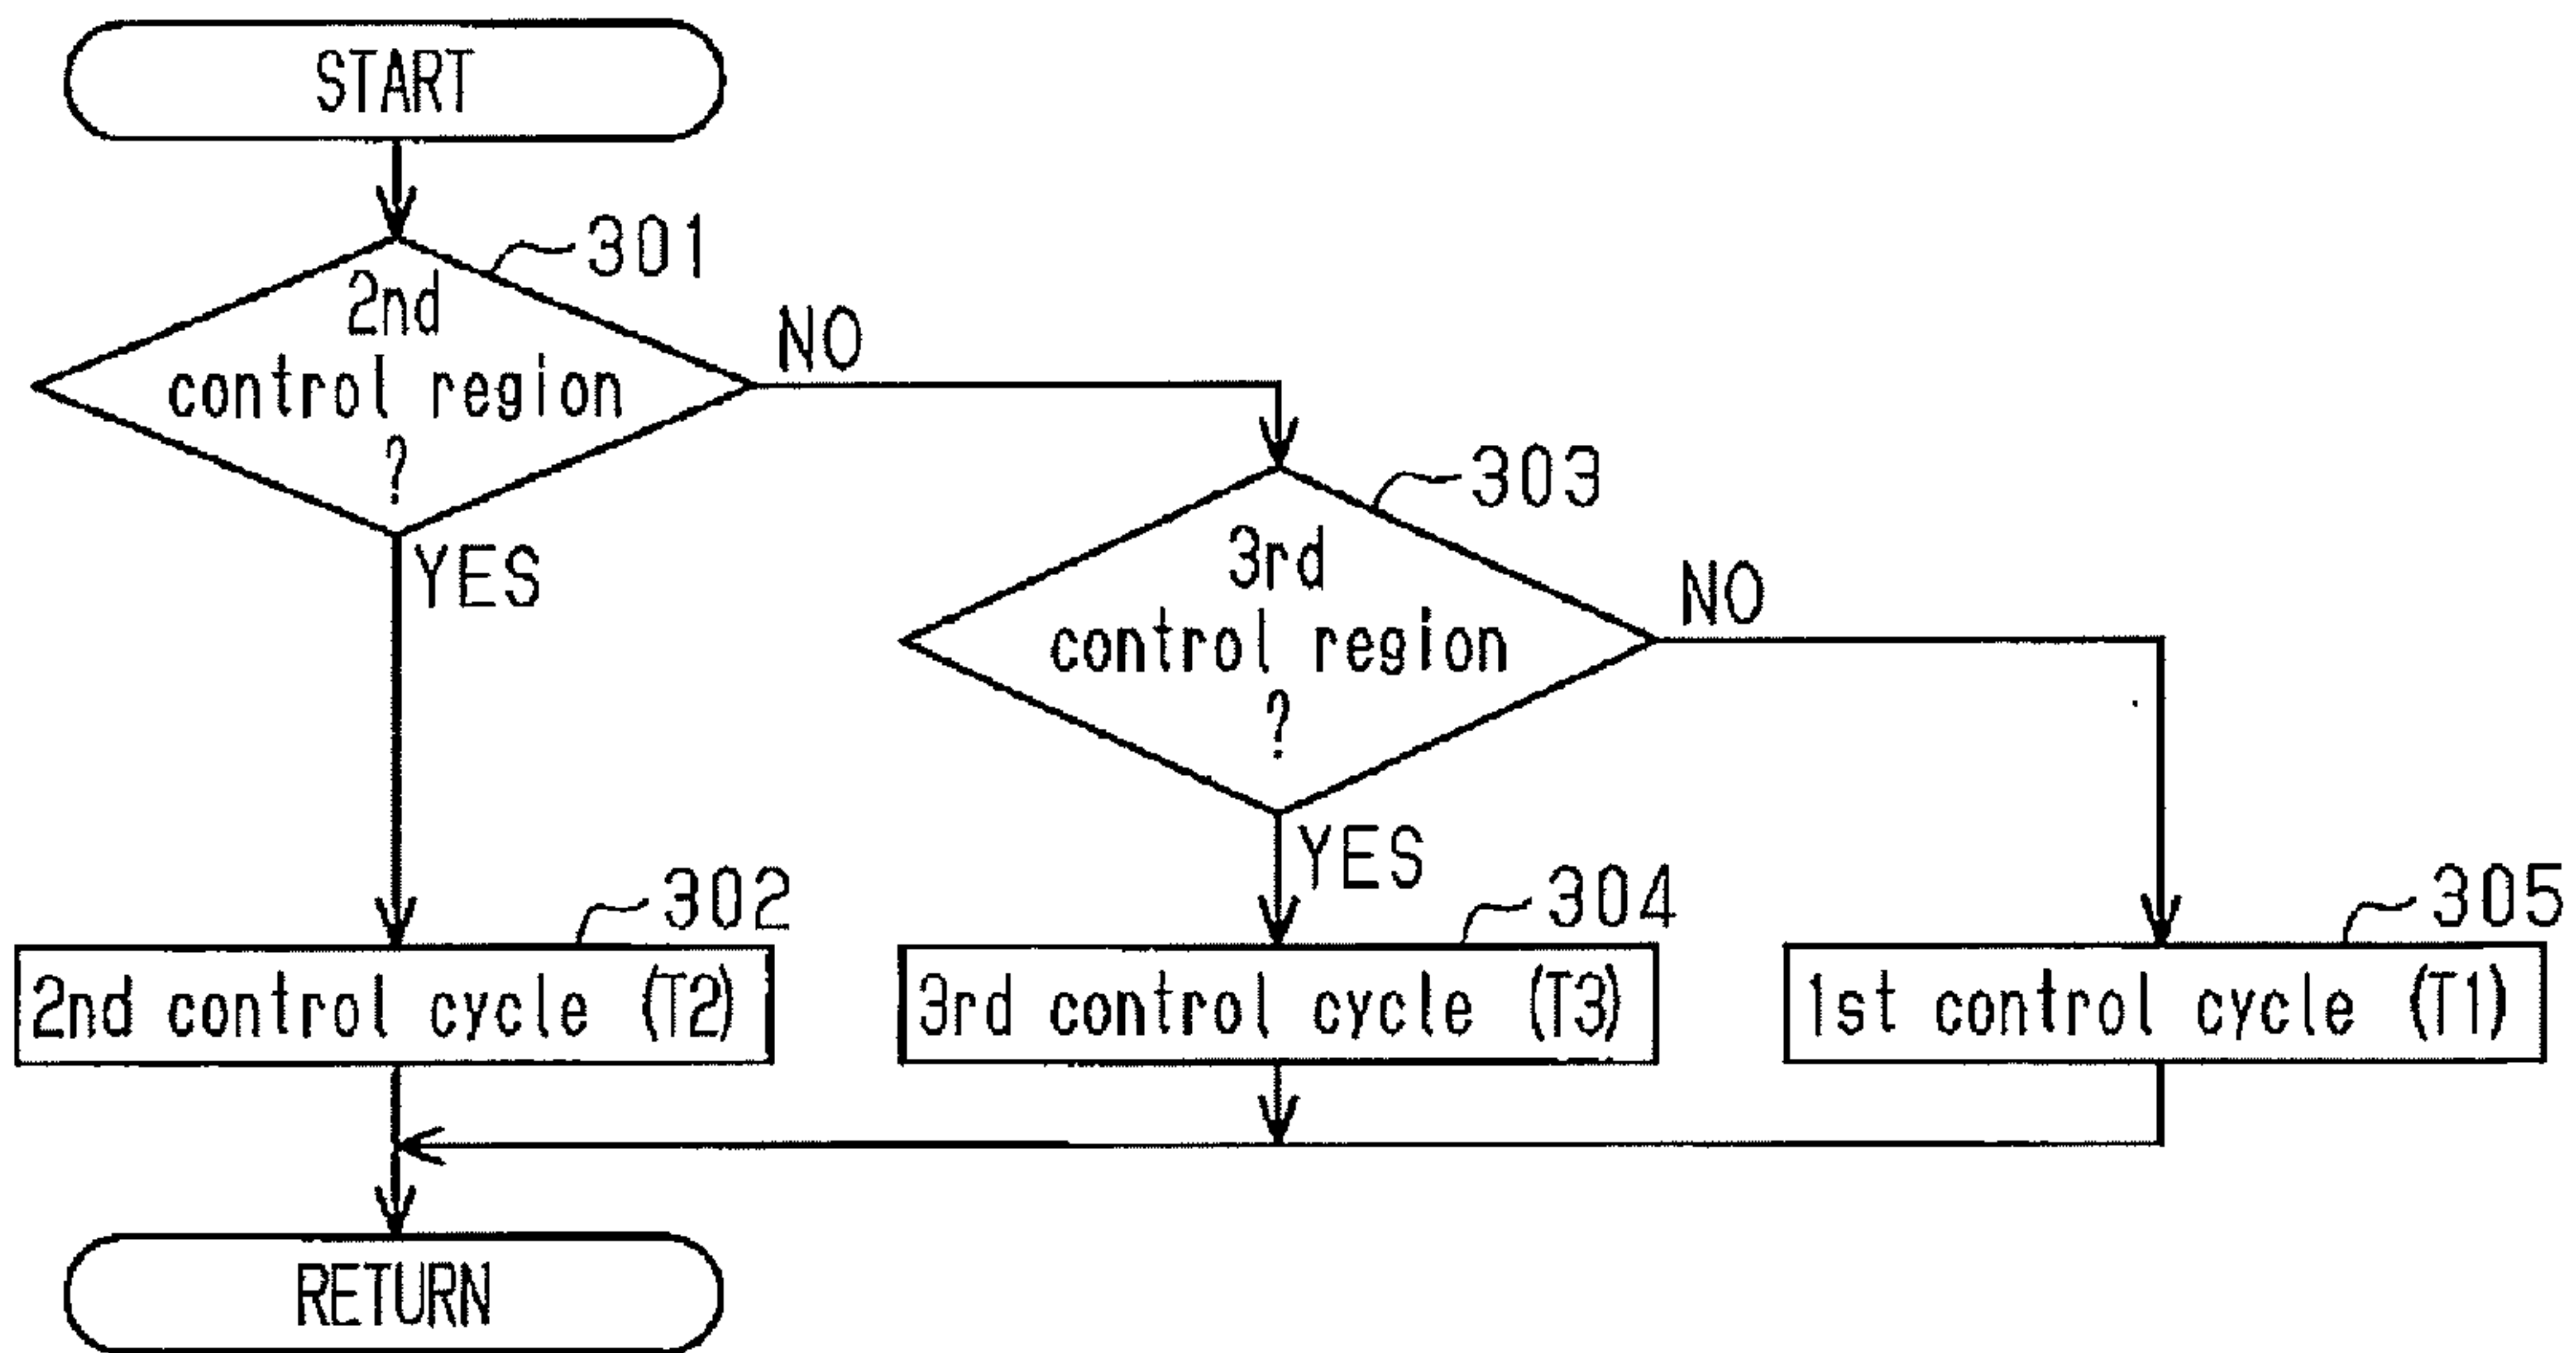 START
301
2nd
control region
?
NO
YES
303
3rd
control region
?
NO
YES
302
2nd control cycle (T2)
304
3rd control cycle (T3)
305
1st control cycle (T1)
RETURN